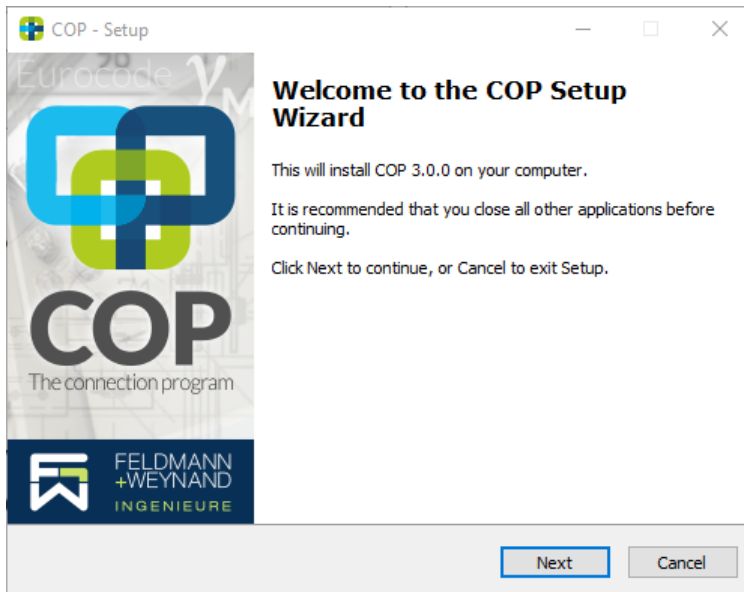 COP - Setup
Eurocode γM
COP
The connection program
FELDMANN
+WEYNAND
INGENIEURE
Welcome to the COP Setup
Wizard
This will install COP 3.0.0 on your computer.
It is recommended that you close all other applications before
continuing.
Click Next to continue, or Cancel to exit Setup.
Next
Cancel